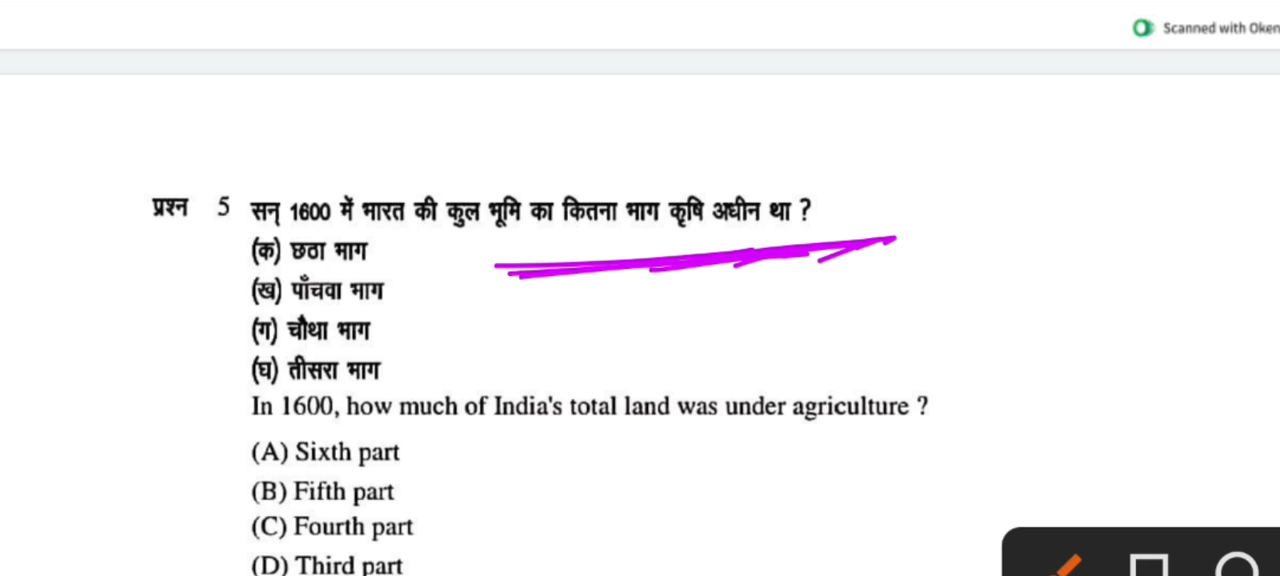 Scanned with Oken
प्रश्न 5 सन् 1600 में भारत की कुल भूमि का कितना भाग कृषि अधीन था ?
(क) छठा भाग
(ख) पाँचवा भाग
(ग) चौथा भाग
(घ) तीसरा भाग
In 1600, how much of India's total land was under agriculture ?
(A) Sixth part
(B) Fifth part
(C) Fourth part
(D) Third part